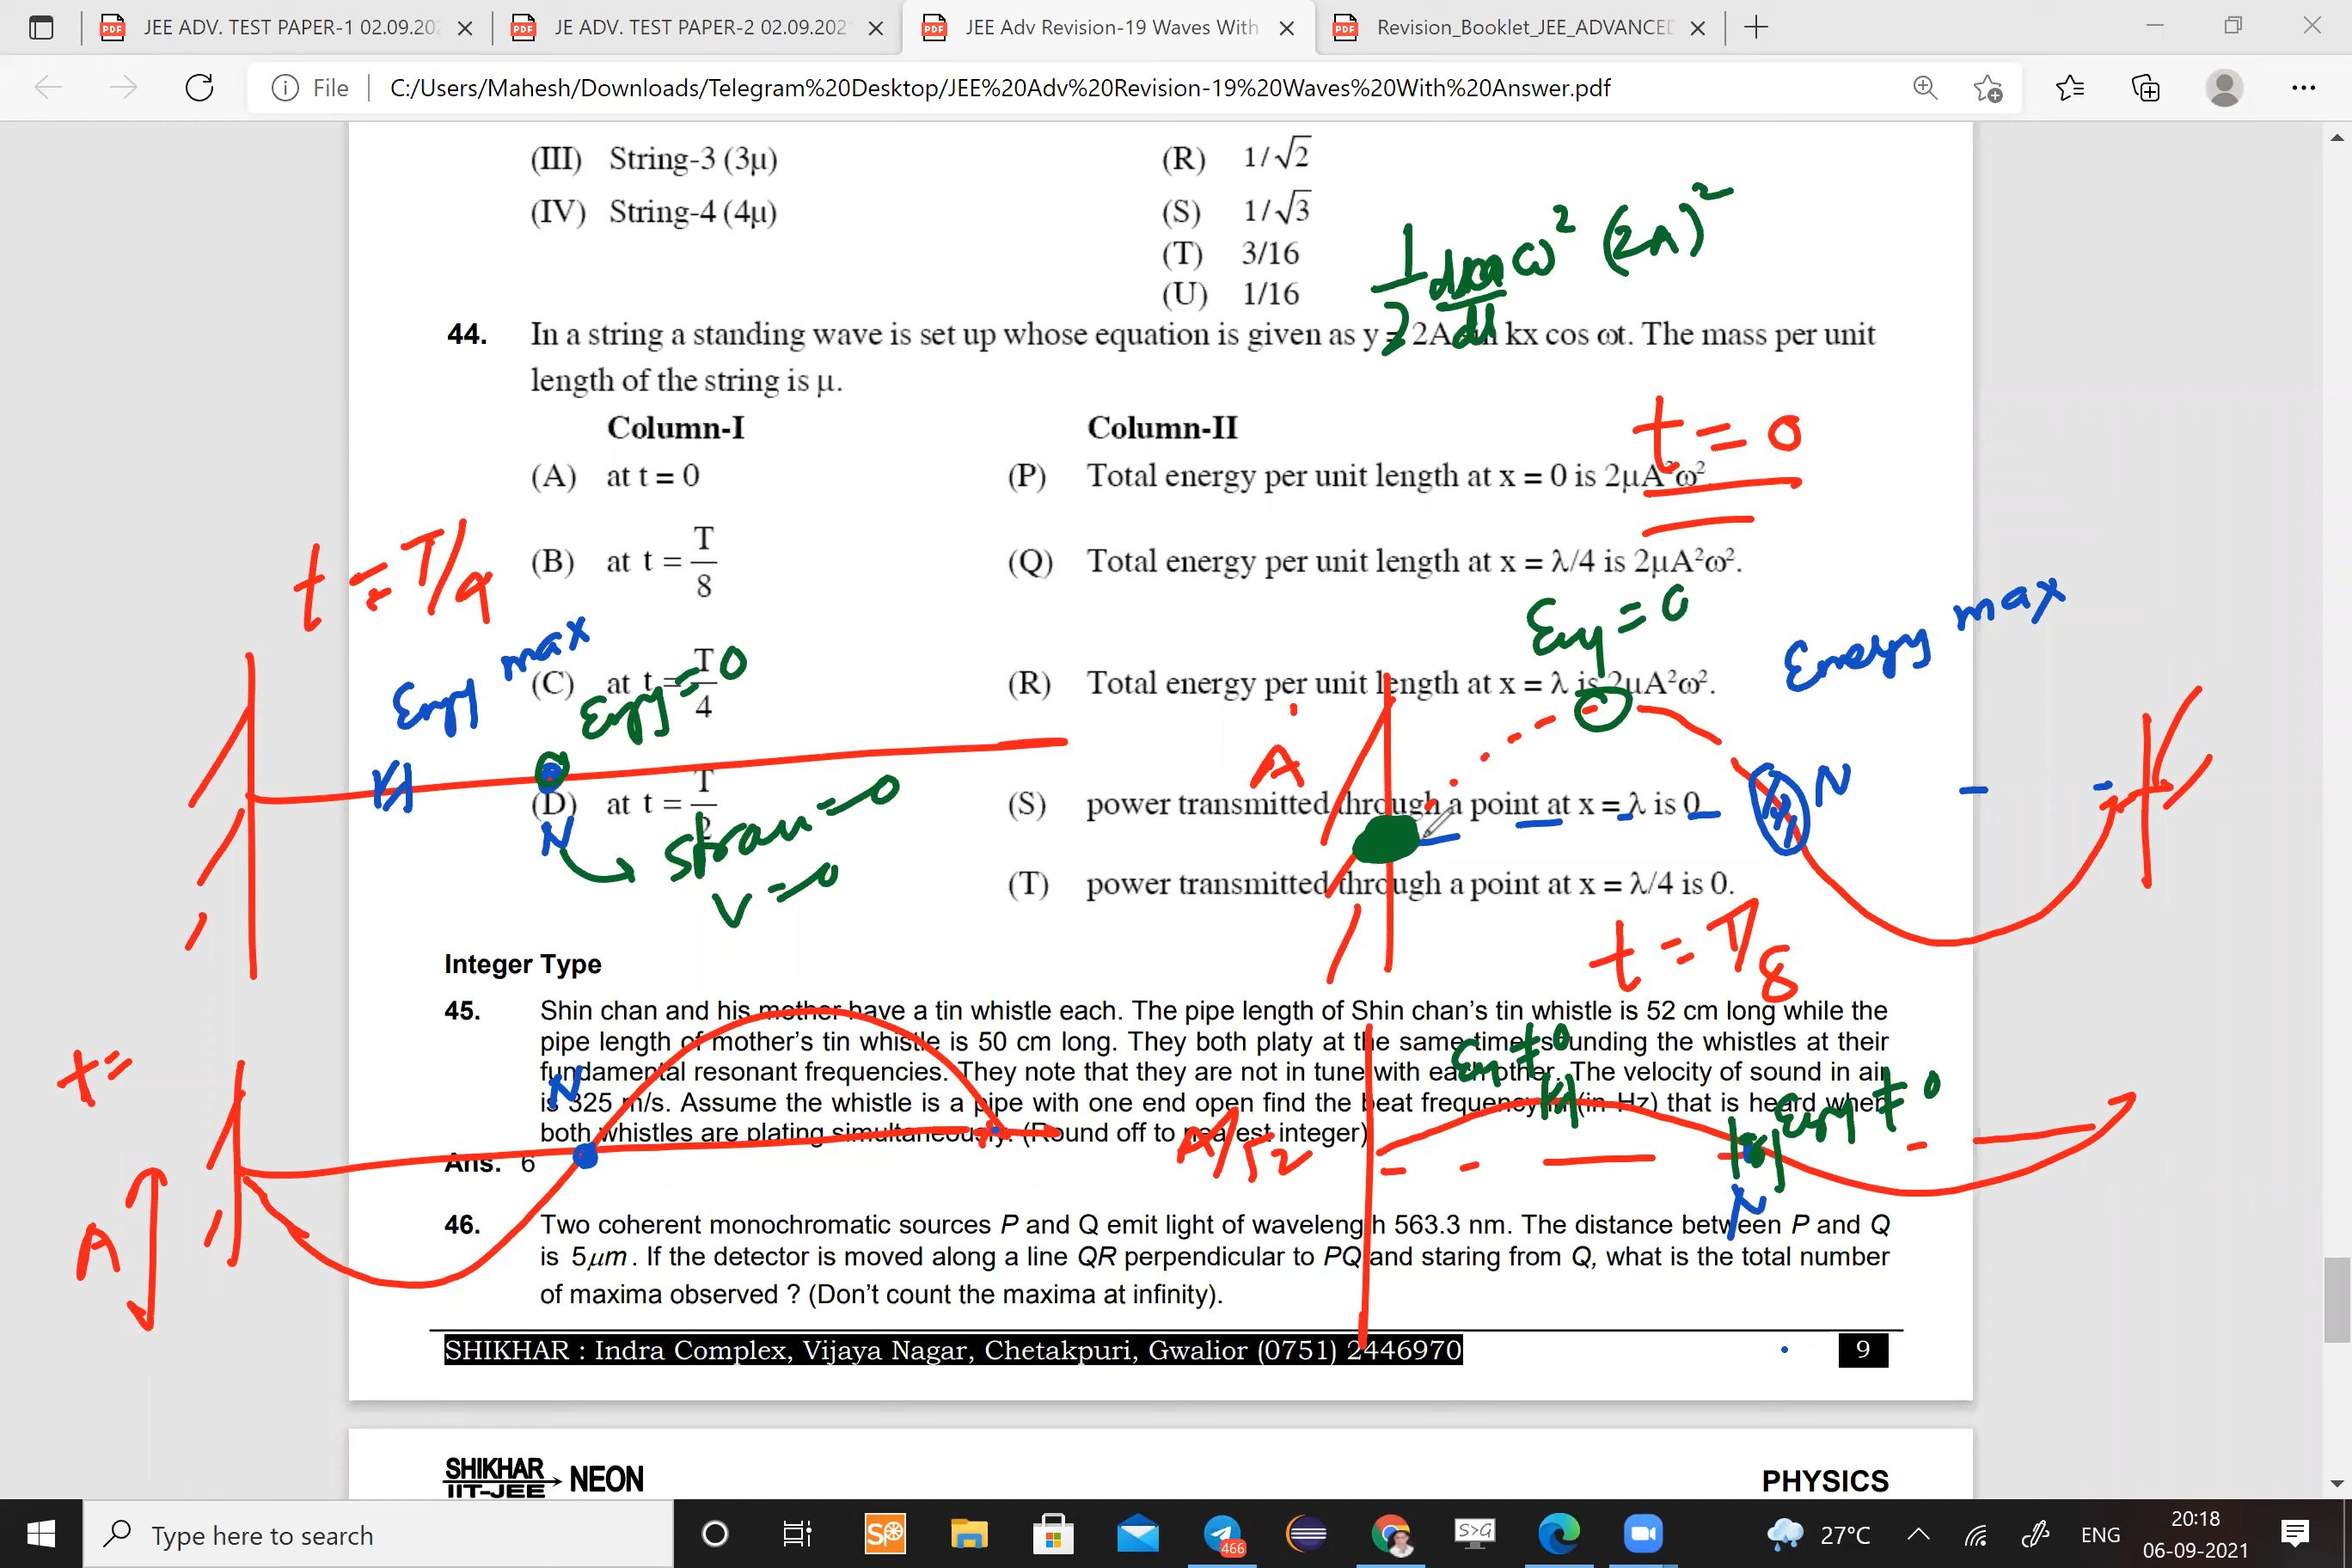 JEE ADV. TEST PAPER-1 02.09.202
JE ADV. TEST PAPER-2 02.09.202
JEE Adv Revision-19 Waves With
Revision_Booklet_JEE_ADVANCED
File
C:/Users/Mahesh/Downloads/Telegram%20Desktop/JEE%20Adv%20Revision-19%20Waves%20With%20Answer.pdf
(III) String-3 (3μ) (R) 1/√2
(IV) String-4 (4μ) (S) 1/√3
(T) 3/16
(U) 1/16
1/2 dm/dl ω² (2A)²
44. In a string a standing wave is set up whose equation is given as y = 2A kx cos ωt. The mass per unit
length of the string is μ.
Column-I Column-II
t = 0
(A) at t = 0 (P) Total energy per unit length at x = 0 is 2μA²ω².
t = T/4
(B) at t = T/8 (Q) Total energy per unit length at x = λ/4 is 2μA²ω².
max
= 0
Energy max
(C) at t = T/4 (R) Total energy per unit length at x = λ is 2μA²ω².
= 0
A
N
(D) at t = T/2 (S) power transmitted through a point at x = λ is 0
N
strain = 0
v = 0
(T) power transmitted through a point at x = λ/4 is 0.
t = T/8
Integer Type
45. Shin chan and his mother have a tin whistle each. The pipe length of Shin chan's tin whistle is 52 cm long while the
pipe length of mother's tin whistle is 50 cm long. They both platy at the same time sounding the whistles at their
fundamental resonant frequencies. They note that they are not in tune with each other. The velocity of sound in air
is 325 m/s. Assume the whistle is a pipe with one end open find the beat frequency (in Hz) that is heard when
both whistles are plating simultaneously. (Round off to nearest integer)
Ans. 6
t =
N
≠ 0
≠ 0
A/√2
N
A
46. Two coherent monochromatic sources P and Q emit light of wavelength 563.3 nm. The distance between P and Q
is 5μm. If the detector is moved along a line QR perpendicular to PQ and staring from Q, what is the total number
of maxima observed ? (Don't count the maxima at infinity).
SHIKHAR : Indra Complex, Vijaya Nagar, Chetakpuri, Gwalior (0751) 2446970 9
SHIKHAR
IIT-JEE
NEON
PHYSICS
Type here to search
SP
466
S>G
27°C
ENG
20:18
06-09-2021